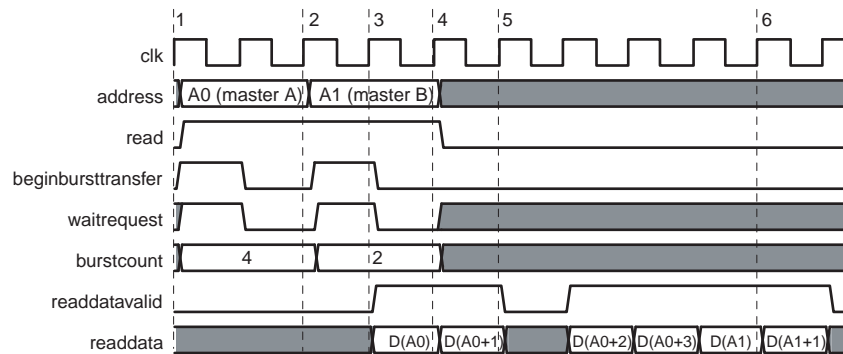 1 2 3 4 5 6
clk
address A0 (master A) A1 (master B)
read
beginbursttransfer
waitrequest
burstcount 4 2
readdatavalid
readdata D(A0) D(A0+1) D(A0+2) D(A0+3) D(A1) D(A1+1)